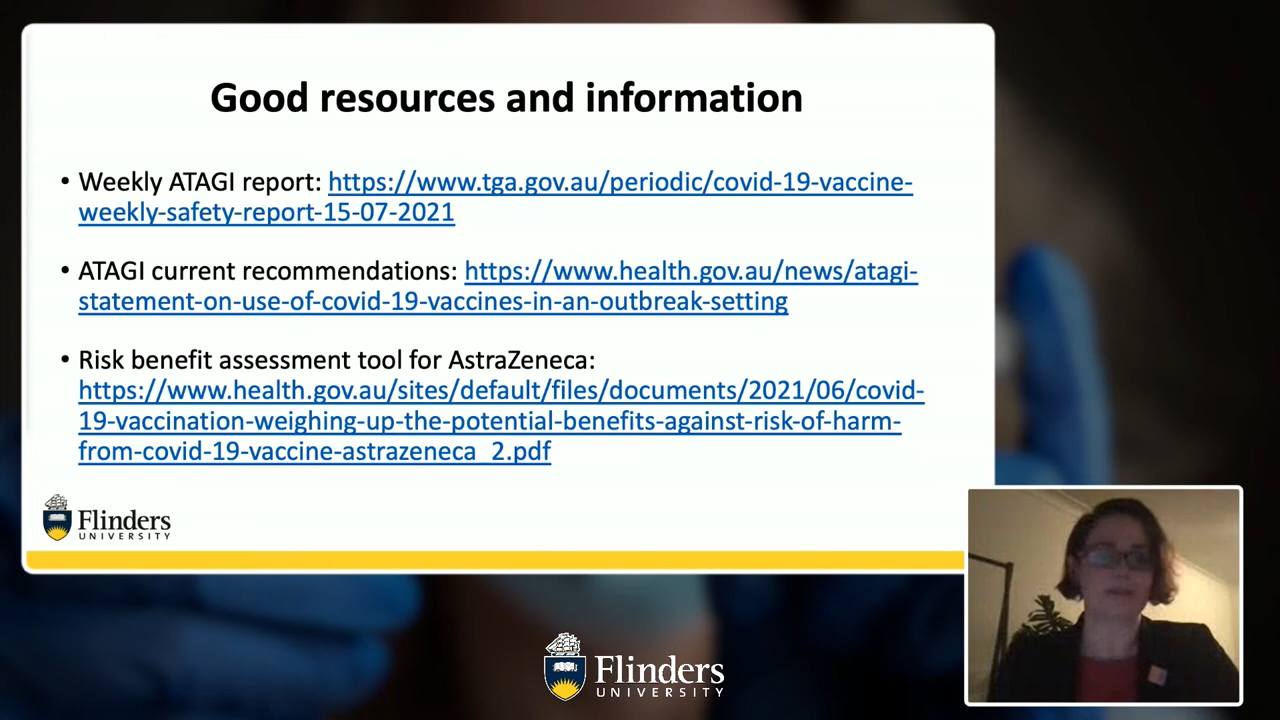 Good resources and information
• Weekly ATAGI report: https://www.tga.gov.au/periodic/covid-19-vaccine-
weekly-safety-report-15-07-2021
• ATAGI current recommendations: https://www.health.gov.au/news/atagi-
statement-on-use-of-covid-19-vaccines-in-an-outbreak-setting
• Risk benefit assessment tool for AstraZeneca:
https://www.health.gov.au/sites/default/files/documents/2021/06/covid-
19-vaccination-weighing-up-the-potential-benefits-against-risk-of-harm-
from-covid-19-vaccine-astrazeneca_2.pdf
Flinders
UNIVERSITY
Flinders
UNIVERSITY